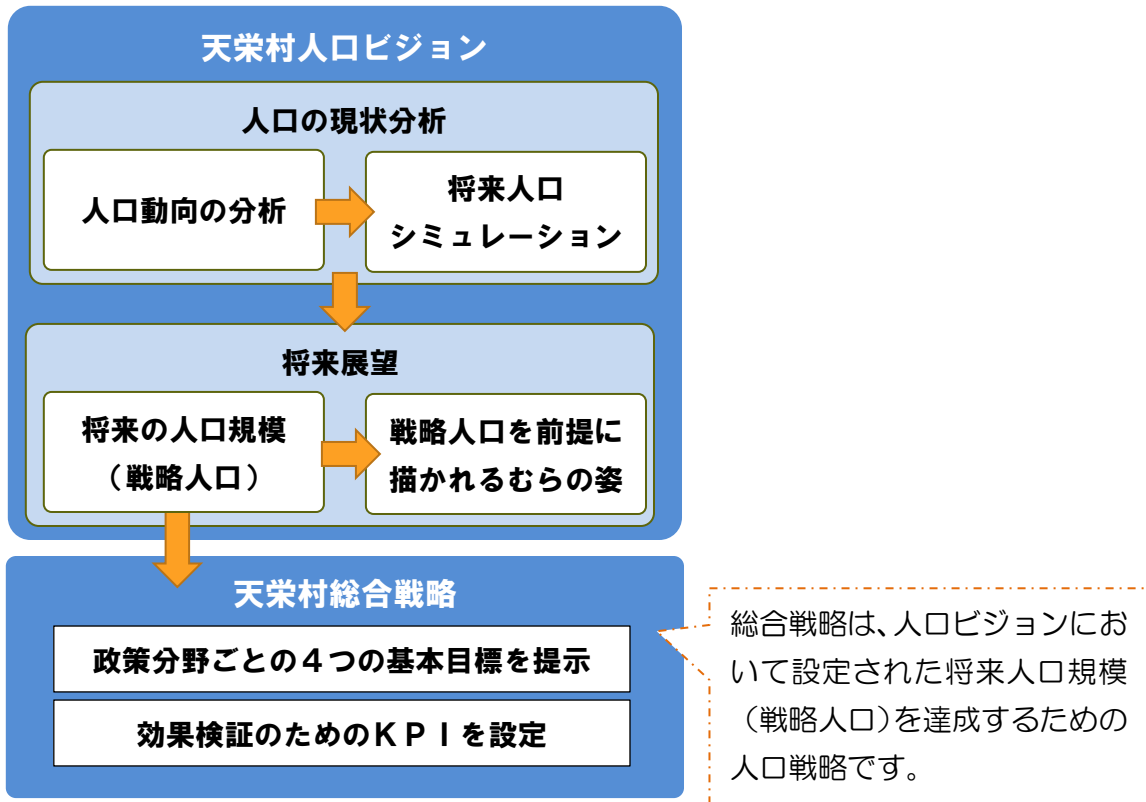 天栄村人口ビジョン
人口の現状分析
人口動向の分析
将来人口
シミュレーション
将来展望
将来の人口規模
（戦略人口）
戦略人口を前提に
描かれるむらの姿
天栄村総合戦略
政策分野ごとの４つの基本目標を提示
効果検証のためのＫＰＩを設定
総合戦略は、人口ビジョンにお
いて設定された将来人口規模
（戦略人口）を達成するための
人口戦略です。